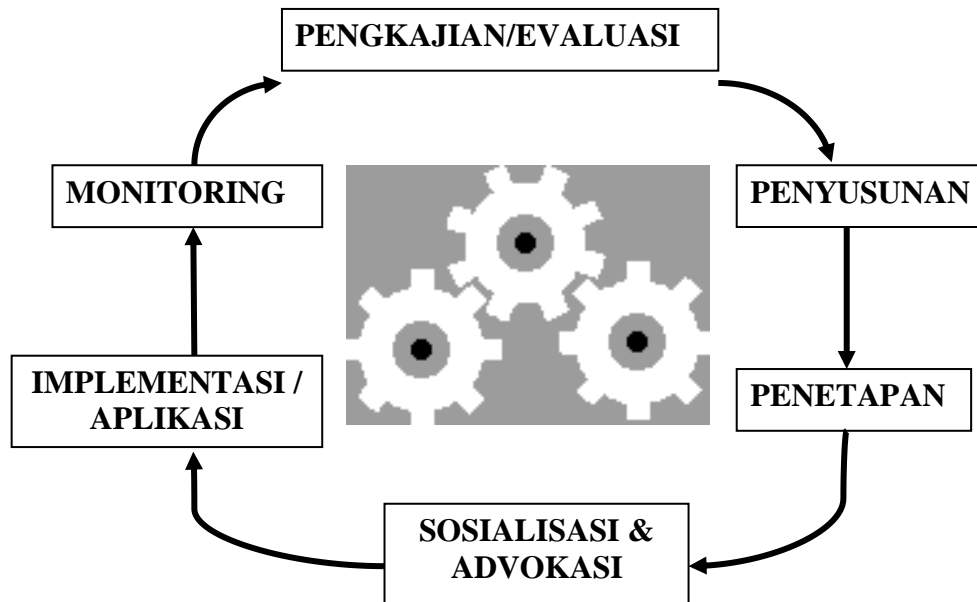 PENGKAJIAN/EVALUASI
MONITORING
PENYUSUNAN
IMPLEMENTASI /
APLIKASI
PENETAPAN
SOSIALISASI &
ADVOKASI